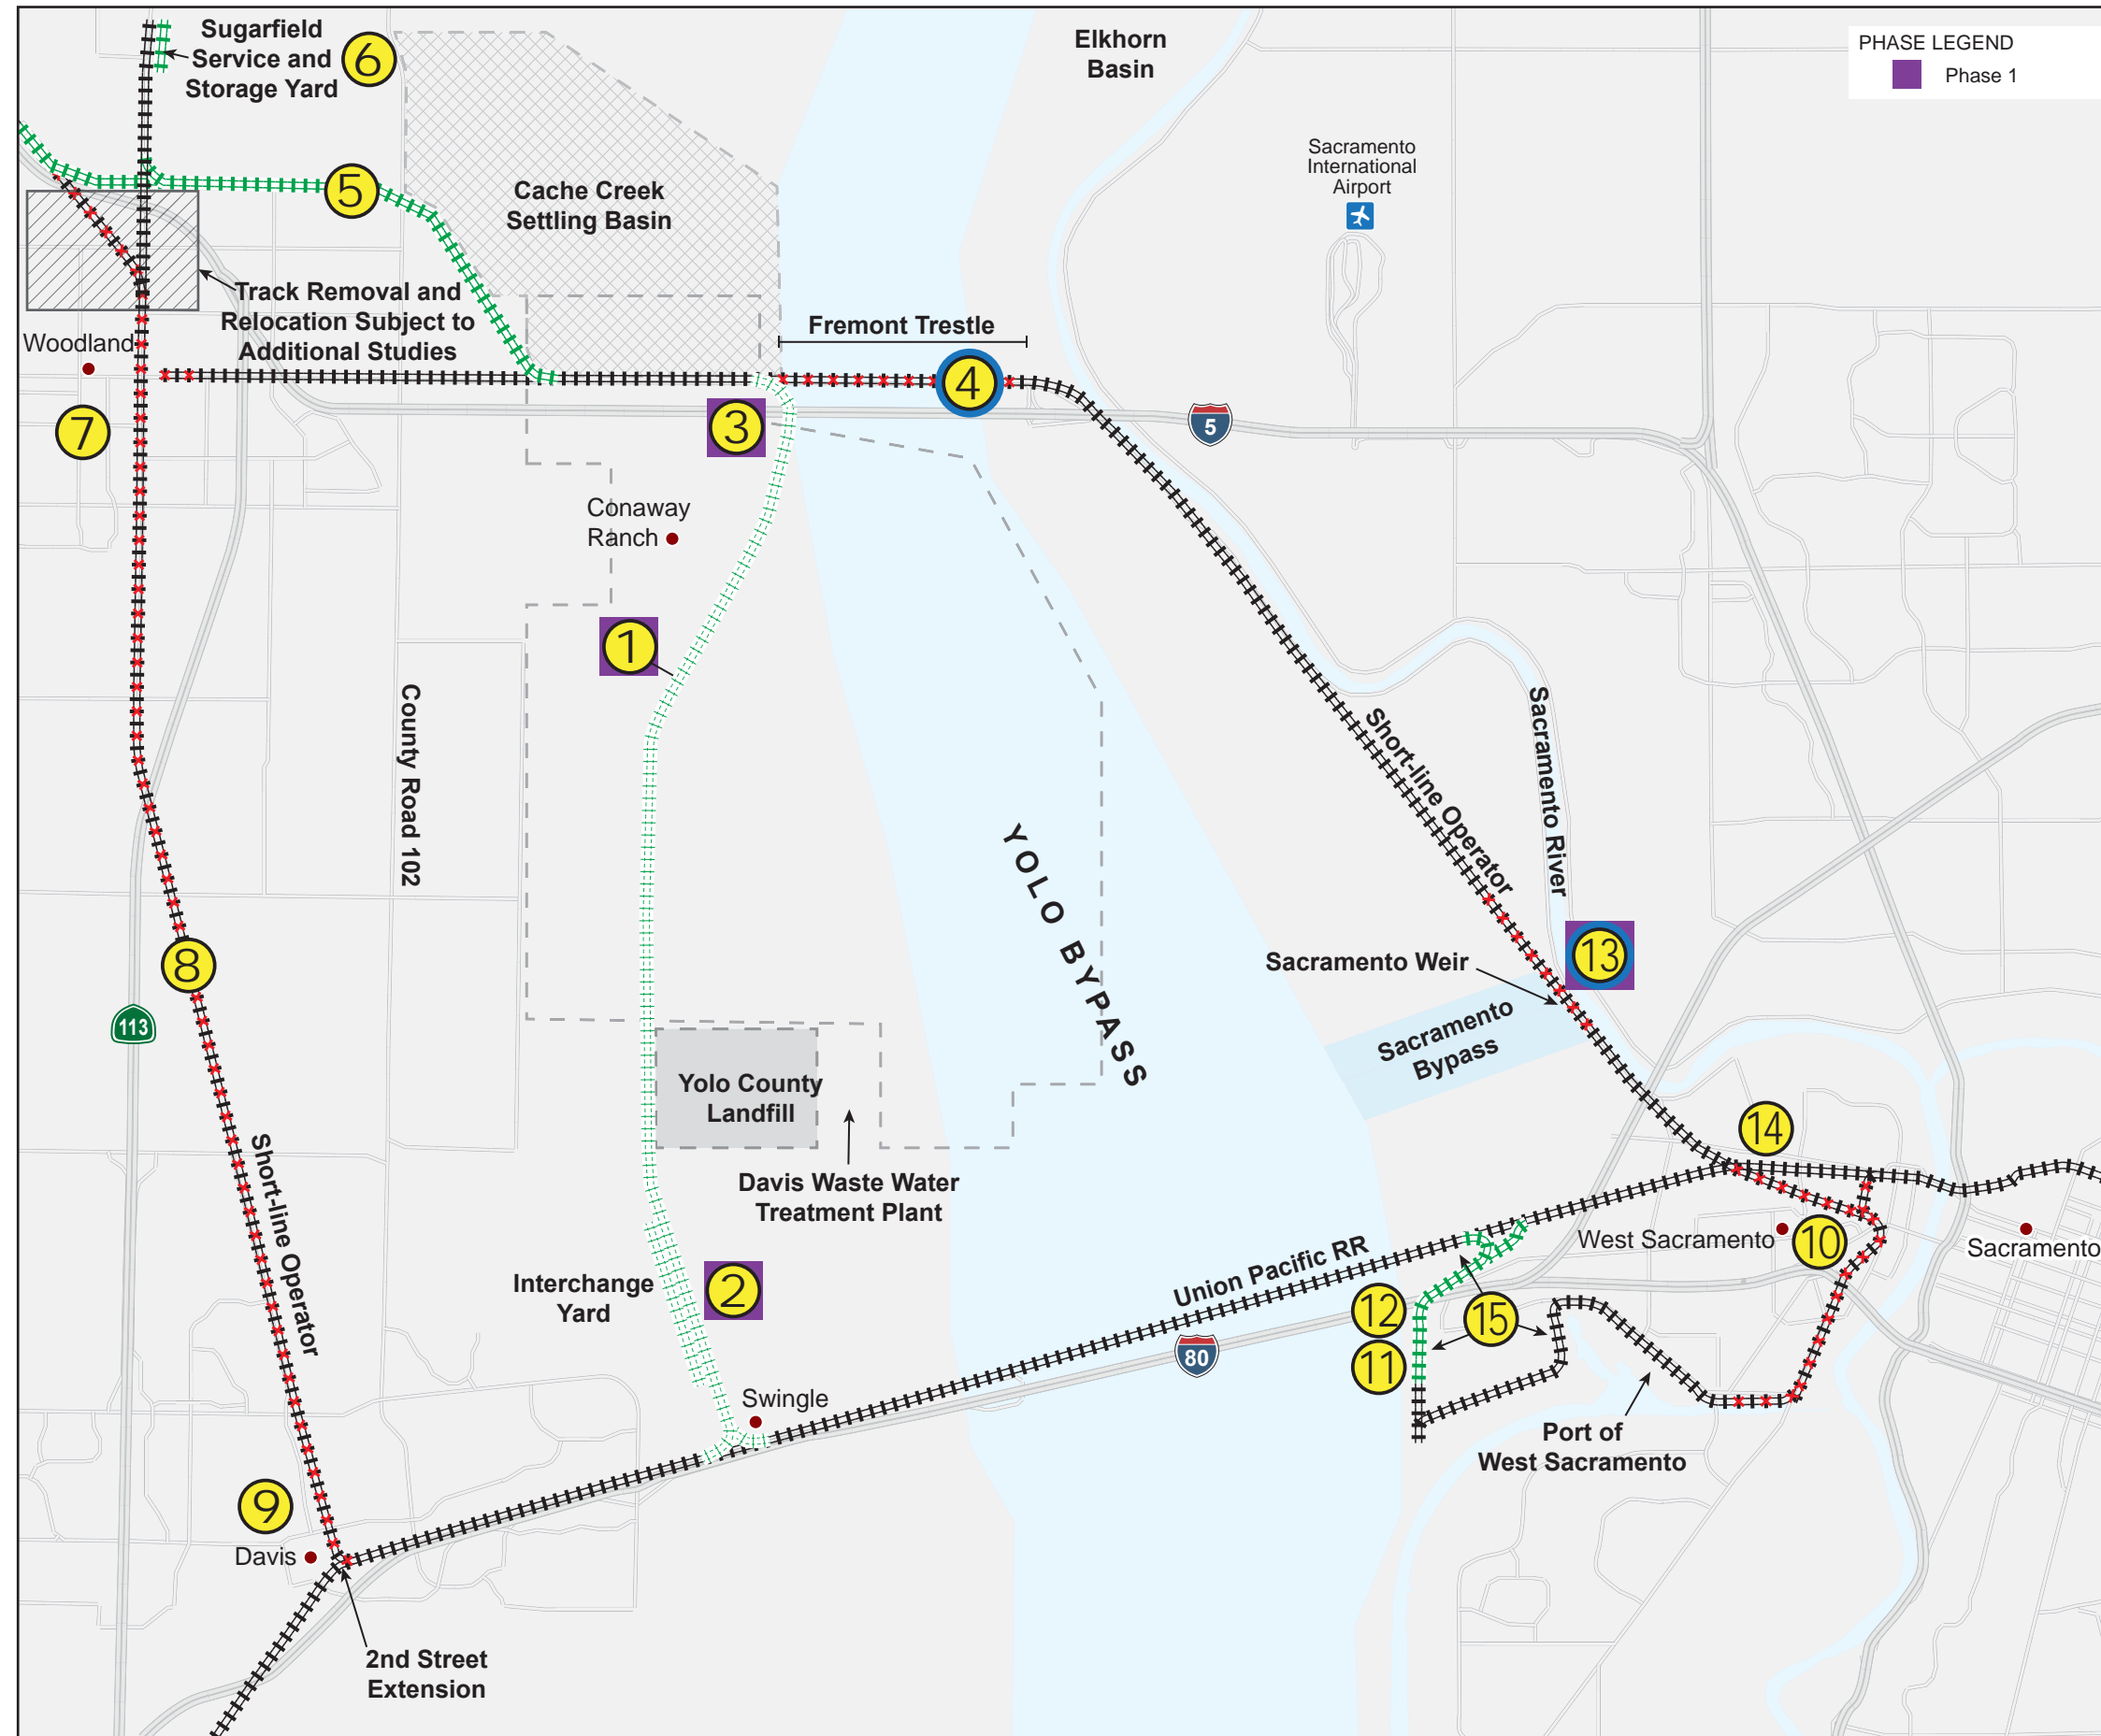 Sugarfield
Service and
Storage Yard
6
Elkhorn
Basin
PHASE LEGEND
Phase 1
Sacramento
International
Airport
5
Cache Creek
Settling Basin
Track Removal and
Relocation Subject to
Additional Studies
Woodland
Fremont Trestle
4
3
5
7
Conaway
Ranch
1
County Road 102
Short-line Operator
Sacramento River
YOLO BYPASS
8
Sacramento Weir
13
113
Sacramento
Bypass
Yolo County
Landfill
14
Davis Waste Water
Treatment Plant
Short-line Operator
West Sacramento
10
Sacramento
Interchange
Yard
2
Union Pacific RR
12
15
80
11
Swingle
Port of
West Sacramento
9
Davis
2nd Street
Extension